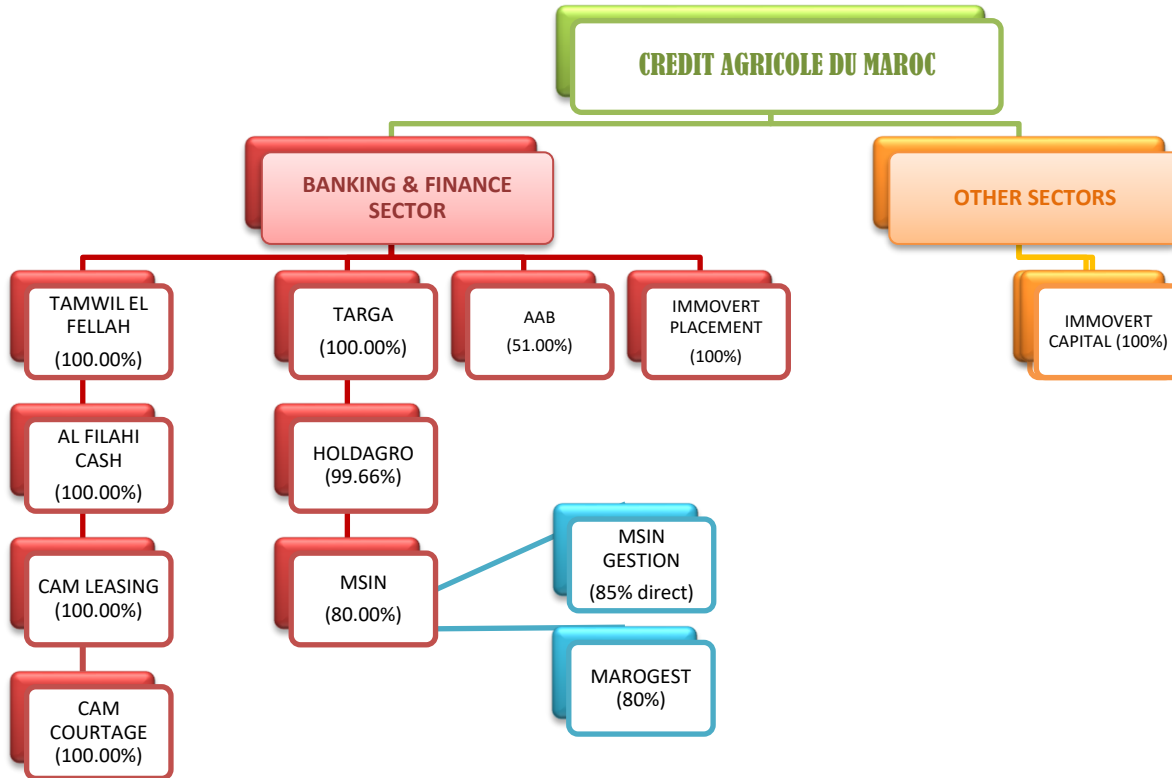 CREDIT AGRICOLE DU MAROC
BANKING & FINANCE
SECTOR
OTHER SECTORS
TAMWIL EL
FELLAH
(100.00%)
TARGA
(100.00%)
AAB
(51.00%)
IMMOVERT
PLACEMENT
(100%)
IMMOVERT
CAPITAL (100%)
AL FILAHI
CASH
(100.00%)
HOLDAGRO
(99.66%)
CAM LEASING
(100.00%)
MSIN
(80.00%)
MSIN
GESTION
(85% direct)
MAROGEST
(80%)
CAM
COURTAGE
(100.00%)